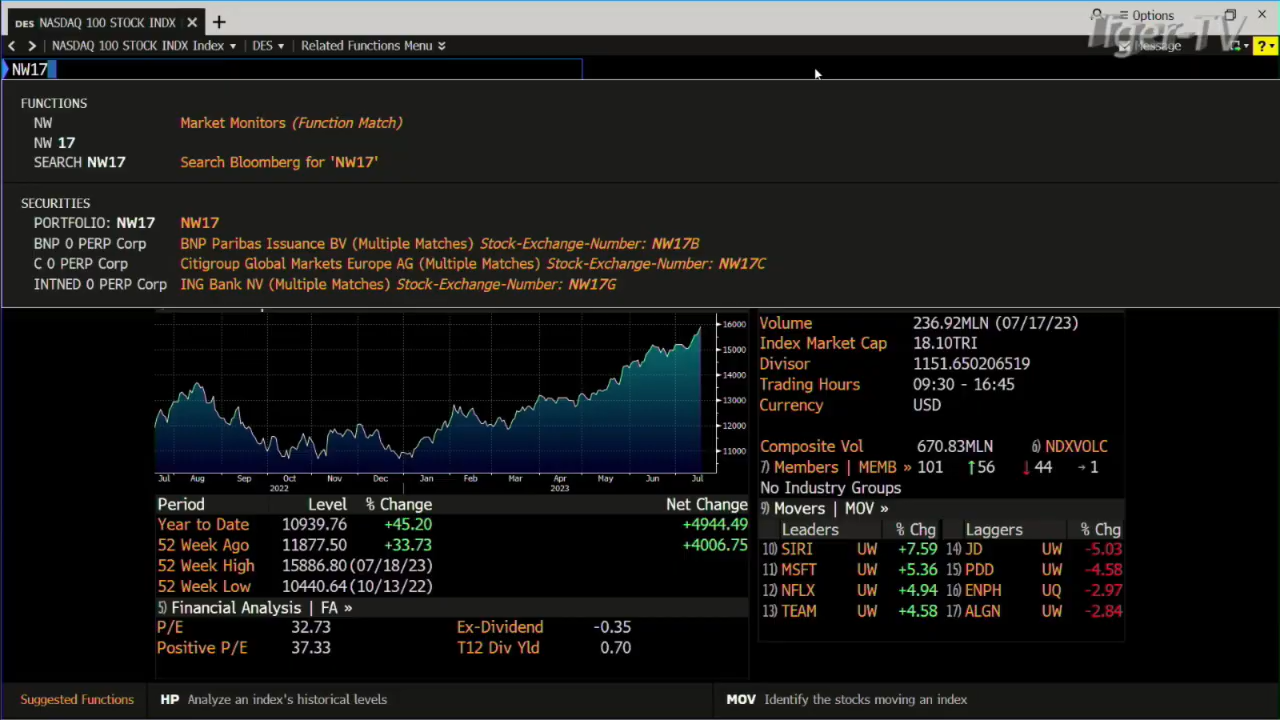 DES NASDAQ 100 STOCK INDX × +
Options
Tiger-TV
< > NASDAQ 100 STOCK INDX Index ▾ DES ▾ Related Functions Menu
Message
?
NW17
FUNCTIONS
NW Market Monitors (Function Match)
NW 17
SEARCH NW17 Search Bloomberg for 'NW17'
SECURITIES
PORTFOLIO: NW17 NW17
BNP 0 PERP Corp BNP Paribas Issuance BV (Multiple Matches) Stock-Exchange-Number: NW17B
C 0 PERP Corp Citigroup Global Markets Europe AG (Multiple Matches) Stock-Exchange-Number: NW17C
INTNED 0 PERP Corp ING Bank NV (Multiple Matches) Stock-Exchange-Number: NW17G
16000
15000
14000
13000
12000
11000
Jul Aug Sep Oct Nov Dec Jan Feb Mar Apr May Jun Jul
2022 2023
Volume 236.92MLN (07/17/23)
Index Market Cap 18.10TRI
Divisor 1151.650206519
Trading Hours 09:30 - 16:45
Currency USD
Composite Vol 670.83MLN 6) NDXVOLC
7) Members | MEMB » 101 ↑56 ↓44 →1
No Industry Groups
9) Movers | MOV »
Leaders % Chg Laggers % Chg
10) SIRI UW +7.59 14) JD UW -5.03
11) MSFT UW +5.36 15) PDD UW -4.58
12) NFLX UW +4.94 16) ENPH UQ -2.97
13) TEAM UW +4.58 17) ALGN UW -2.84
Period Level % Change Net Change
Year to Date 10939.76 +45.20 +4944.49
52 Week Ago 11877.50 +33.73 +4006.75
52 Week High 15886.80 (07/18/23)
52 Week Low 10440.64 (10/13/22)
5) Financial Analysis | FA »
P/E 32.73 Ex-Dividend -0.35
Positive P/E 37.33 T12 Div Yld 0.70
Suggested Functions HP Analyze an index's historical levels MOV Identify the stocks moving an index